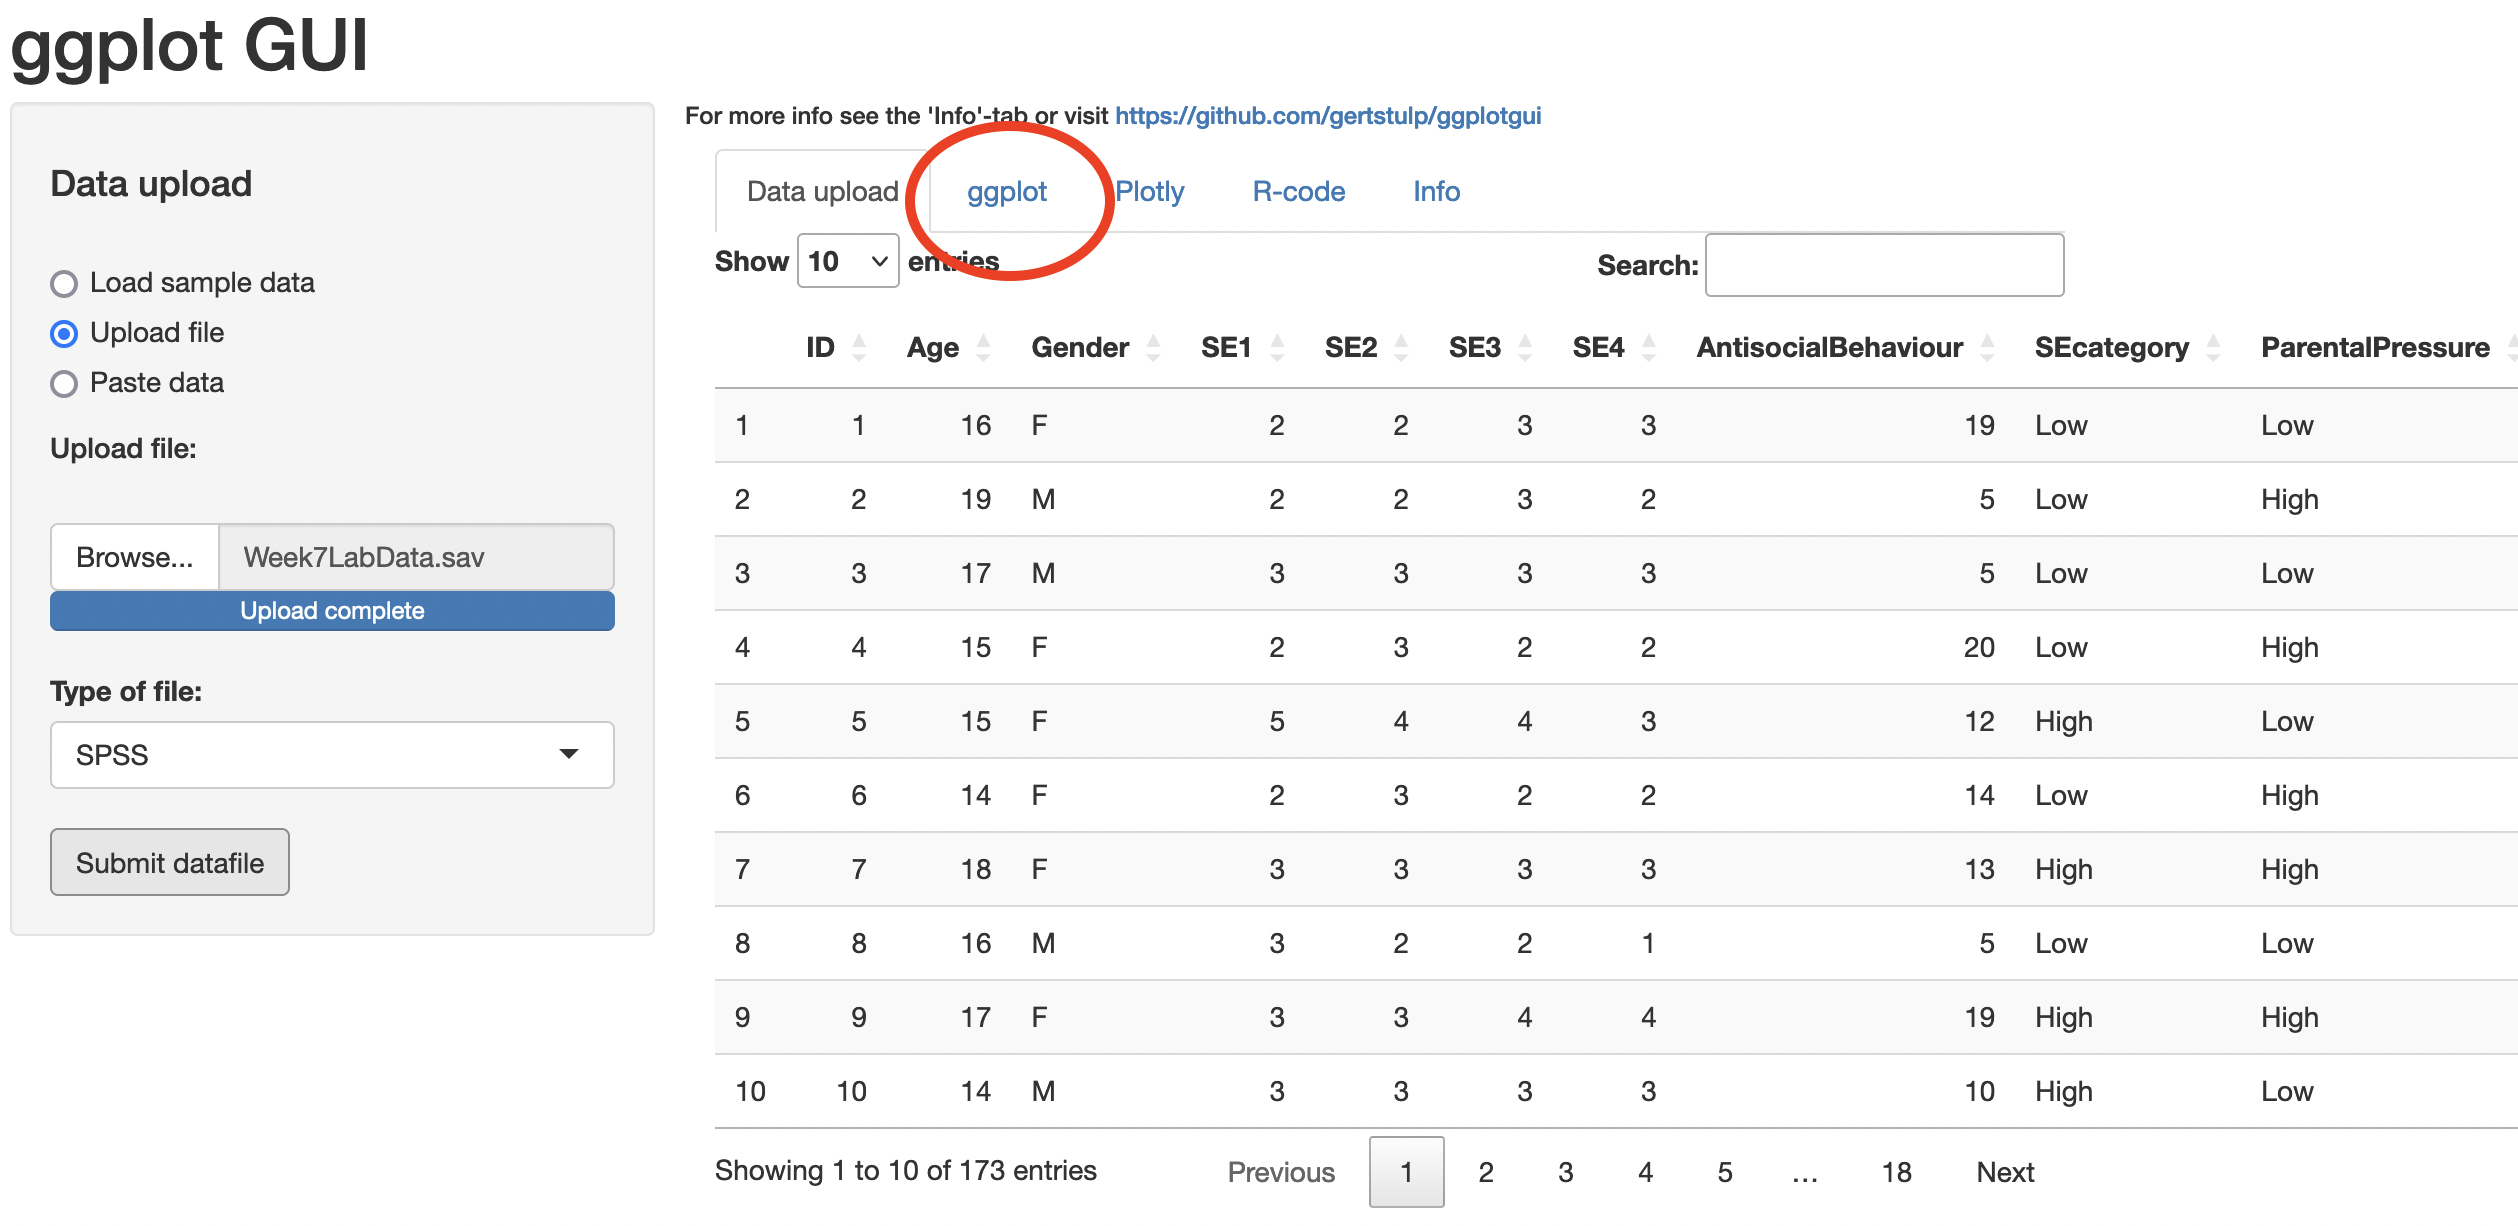 ggplot GUI
For more info see the 'Info'-tab or visit https://github.com/gertstulp/ggplotgui
Data upload
Load sample data
Upload file
Paste data
Upload file:
Browse... Week7LabData.sav
Upload complete
Type of file:
SPSS
Submit datafile
Data upload ggplot Plotly R-code Info
Show 10 entries Search:
ID Age Gender SE1 SE2 SE3 SE4 AntisocialBehaviour SEcategory ParentalPressure
1 1 16 F 2 2 3 3 19 Low Low
2 2 19 M 2 2 3 2 5 Low High
3 3 17 M 3 3 3 3 5 Low Low
4 4 15 F 2 3 2 2 20 Low High
5 5 15 F 5 4 4 3 12 High Low
6 6 14 F 2 3 2 2 14 Low High
7 7 18 F 3 3 3 3 13 High High
8 8 16 M 3 2 2 1 5 Low Low
9 9 17 F 3 3 4 4 19 High High
10 10 14 M 3 3 3 3 10 High Low
Showing 1 to 10 of 173 entries Previous 1 2 3 4 5 ... 18 Next